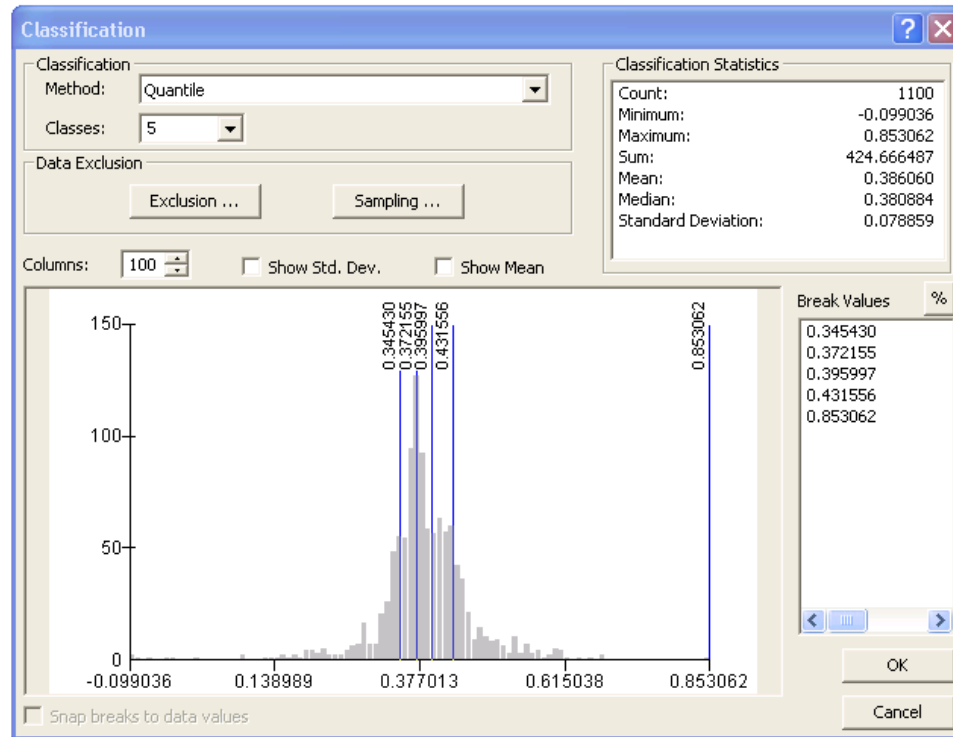 Classification
Classification
Method: Quantile
Classes: 5
Data Exclusion
Exclusion ...
Sampling ...
Classification Statistics
Count: 1100
Minimum: -0.099036
Maximum: 0.853062
Sum: 424.666487
Mean: 0.386060
Median: 0.380884
Standard Deviation: 0.078859
Columns: 100
Show Std. Dev.
Show Mean
Break Values
%
0.345430
0.372155
0.395997
0.431556
0.853062
0.345430
0.372155
0.395997
0.431556
0.853062
150
100
50
0
-0.099036
0.138989
0.377013
0.615038
0.853062
Snap breaks to data values
OK
Cancel